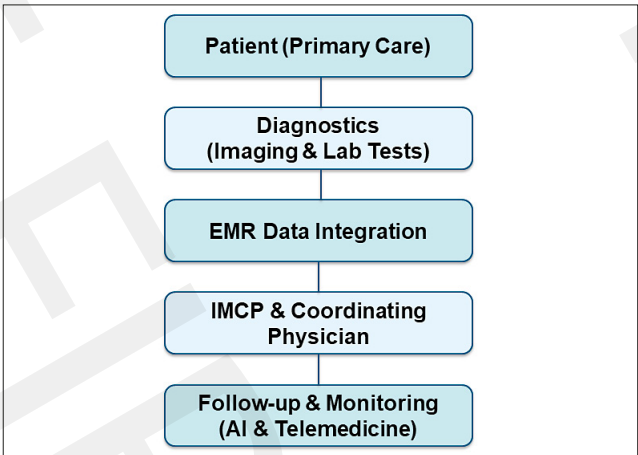 Patient (Primary Care)
Diagnostics
(Imaging & Lab Tests)
EMR Data Integration
IMCP & Coordinating
Physician
Follow-up & Monitoring
(AI & Telemedicine)